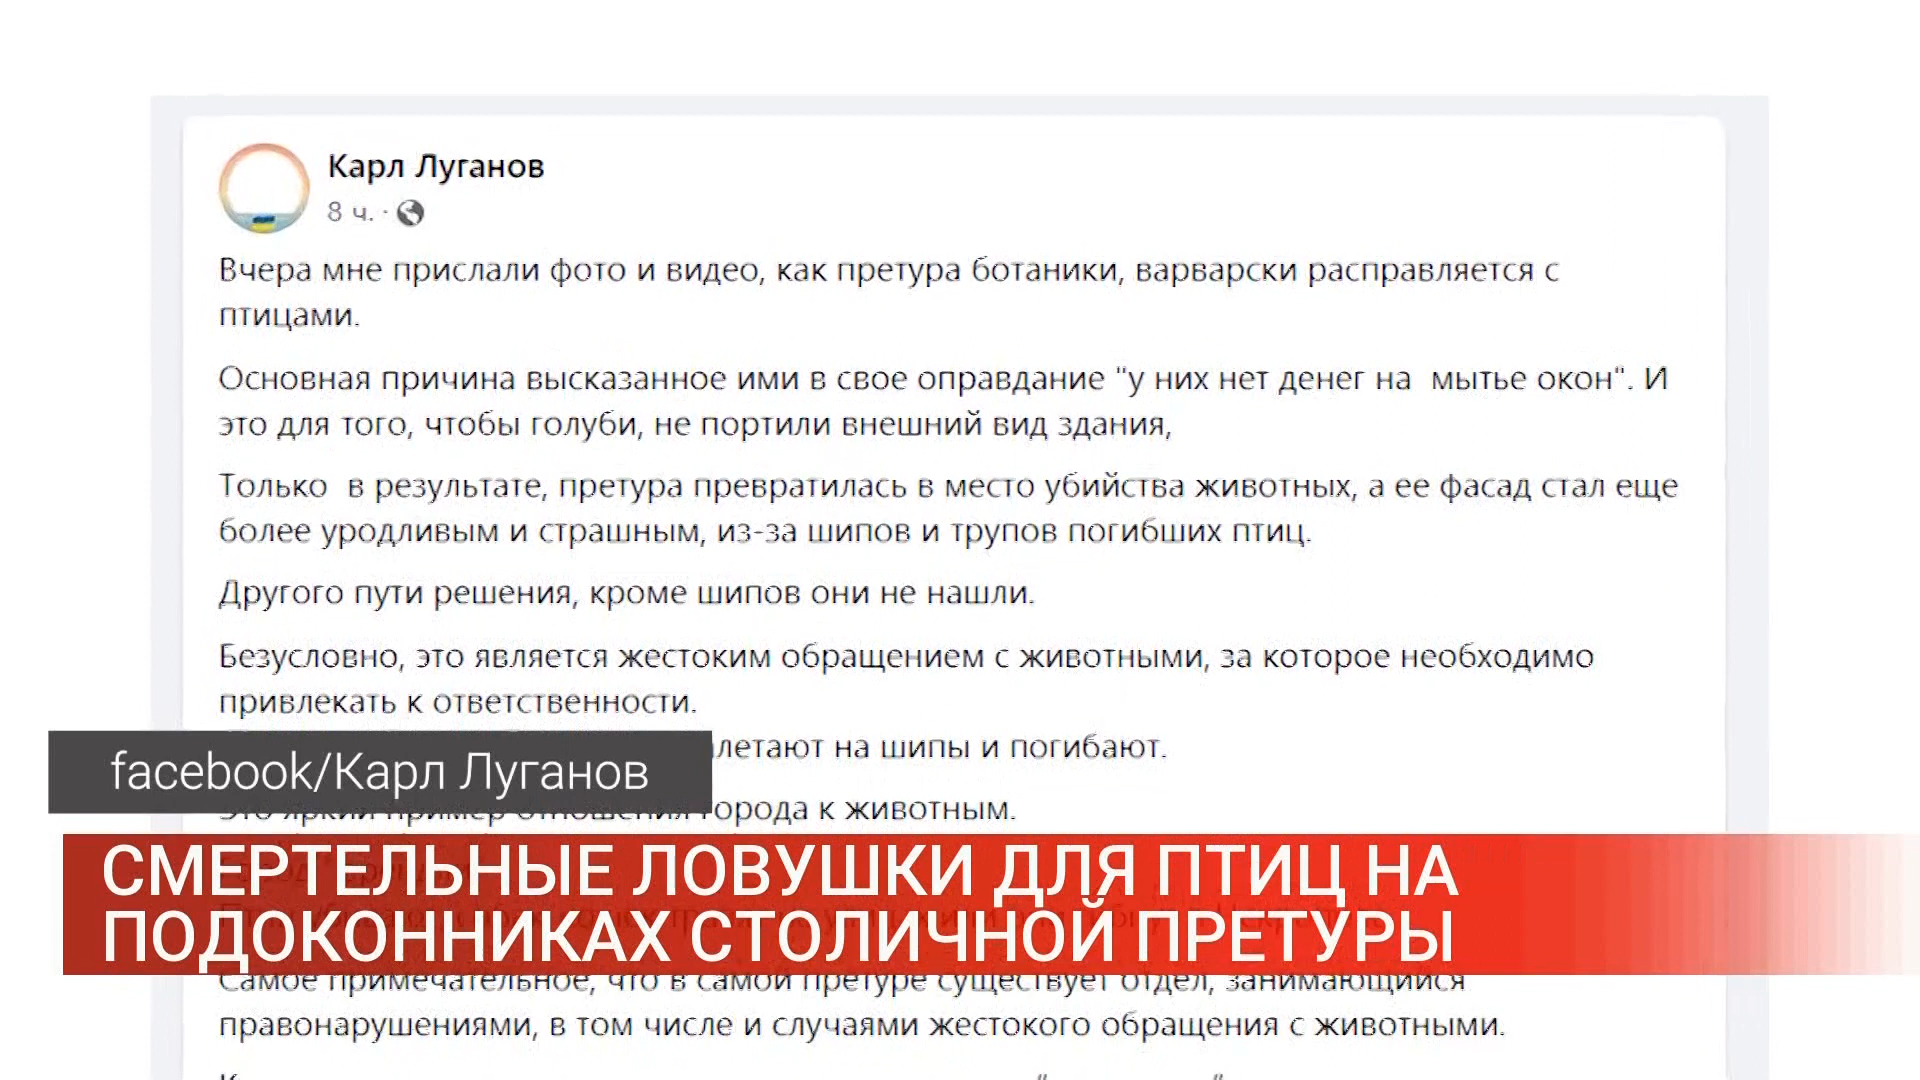 Карл Луганов
8 ч. ·
Вчера мне прислали фото и видео, как претура ботаники, варварски расправляется с
птицами.
Основная причина высказанное ими в свое оправдание "у них нет денег на мытье окон". И
это для того, чтобы голуби, не портили внешний вид здания,
Только в результате, претура превратилась в место убийства животных, а ее фасад стал еще
более уродливым и страшным, из-за шипов и трупов погибших птиц.
Другого пути решения, кроме шипов они не нашли.
Безусловно, это является жестоким обращением с животными, за которое необходимо
привлекать к ответственности.
летают на шипы и погибают.
facebook/Карл Луганов
Это яркий пример отношения города к животным.
СМЕРТЕЛЬНЫЕ ЛОВУШКИ ДЛЯ ПТИЦ НА
ПОДОКОННИКАХ СТОЛИЧНОЙ ПРЕТУРЫ
Самое примечательное, что в самой претуре существует отдел, занимающийся
правонарушениями, в том числе и случаями жестокого обращения с животными.